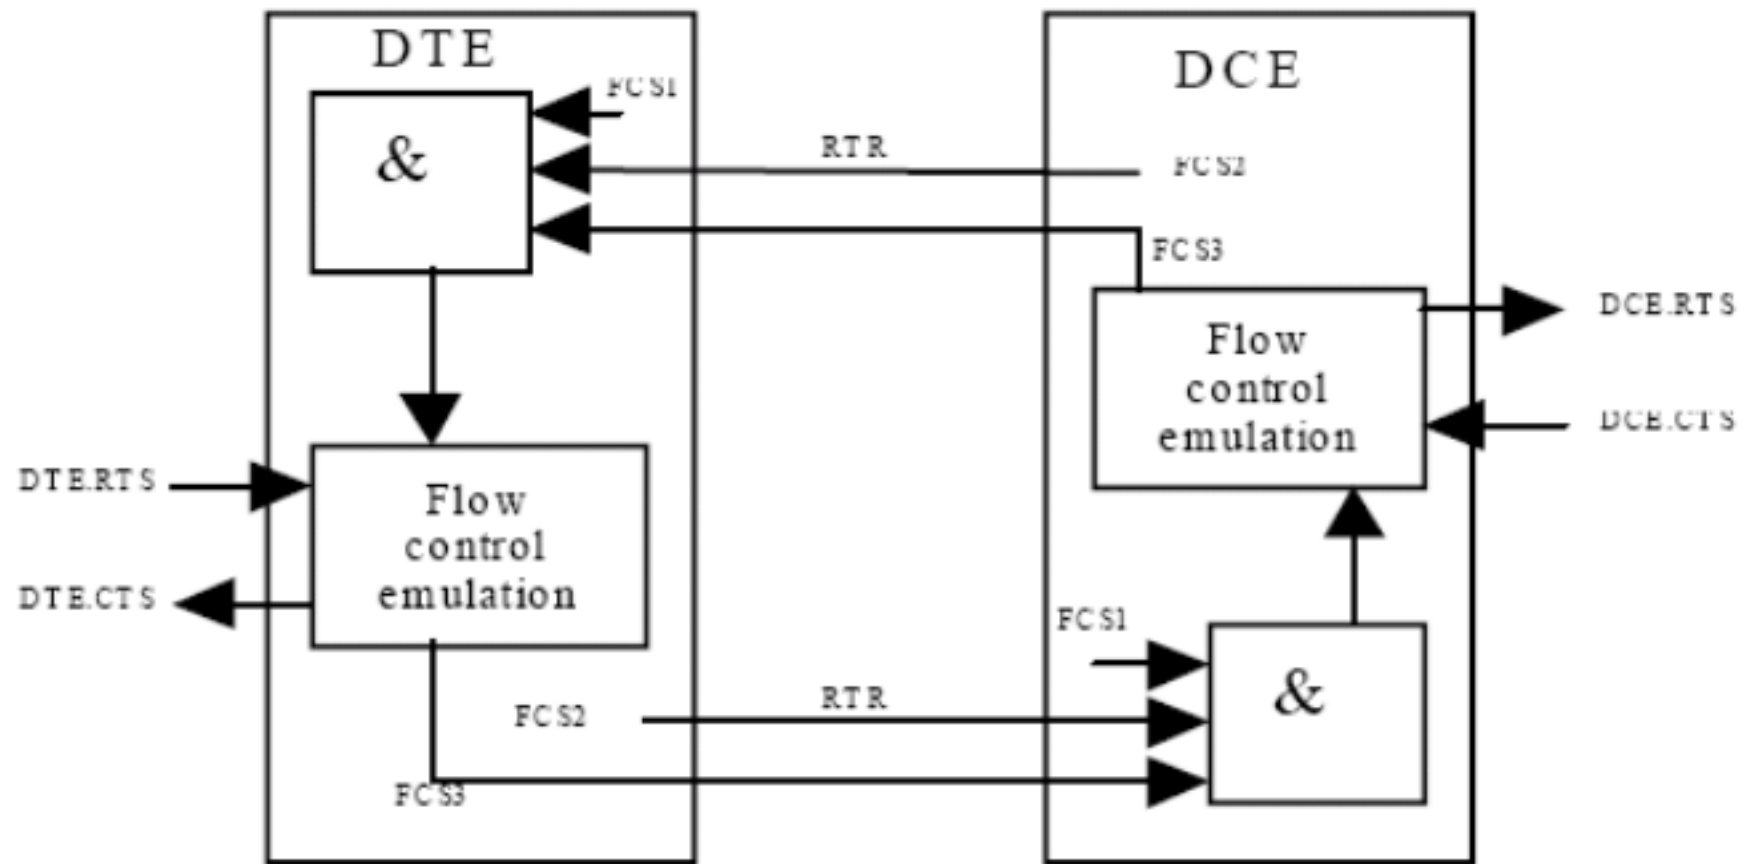 DTE
DCE
FCS1
&
RTR
FCS2
FCS3
DCE.RTS
Flow
control
emulation
DCE.CTS
DTE.RTS
Flow
control
emulation
DTE.CTS
FCS1
&
RTR
FCS2
FCS3